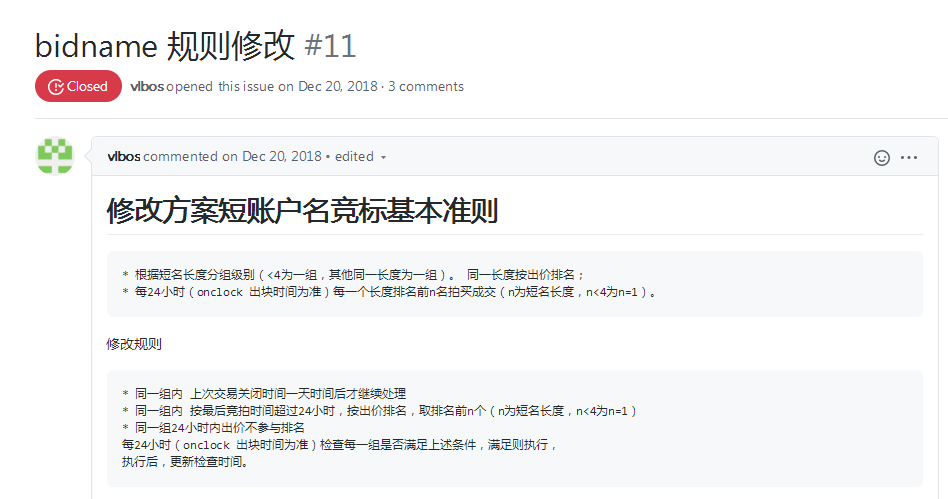 bidname 规则修改 #11
Closed vlbos opened this issue on Dec 20, 2018 · 3 comments
vlbos commented on Dec 20, 2018 • edited
修改方案短账户名竞标基本准则
* 根据短名长度分组级别（<4为一组，其他同一长度为一组）。 同一长度按出价排名；
* 每24小时（onclock 出块时间为准）每一个长度排名前n名拍买成交（n为短名长度，n<4为n=1）。
修改规则
* 同一组内 上次交易关闭时间一天时间后才继续处理
* 同一组内 按最后竞拍时间超过24小时，按出价排名，取排名前n个（n为短名长度，n<4为n=1）
* 同一组24小时内出价不参与排名
每24小时（onclock 出块时间为准）检查每一组是否满足上述条件，满足则执行，
执行后，更新检查时间。